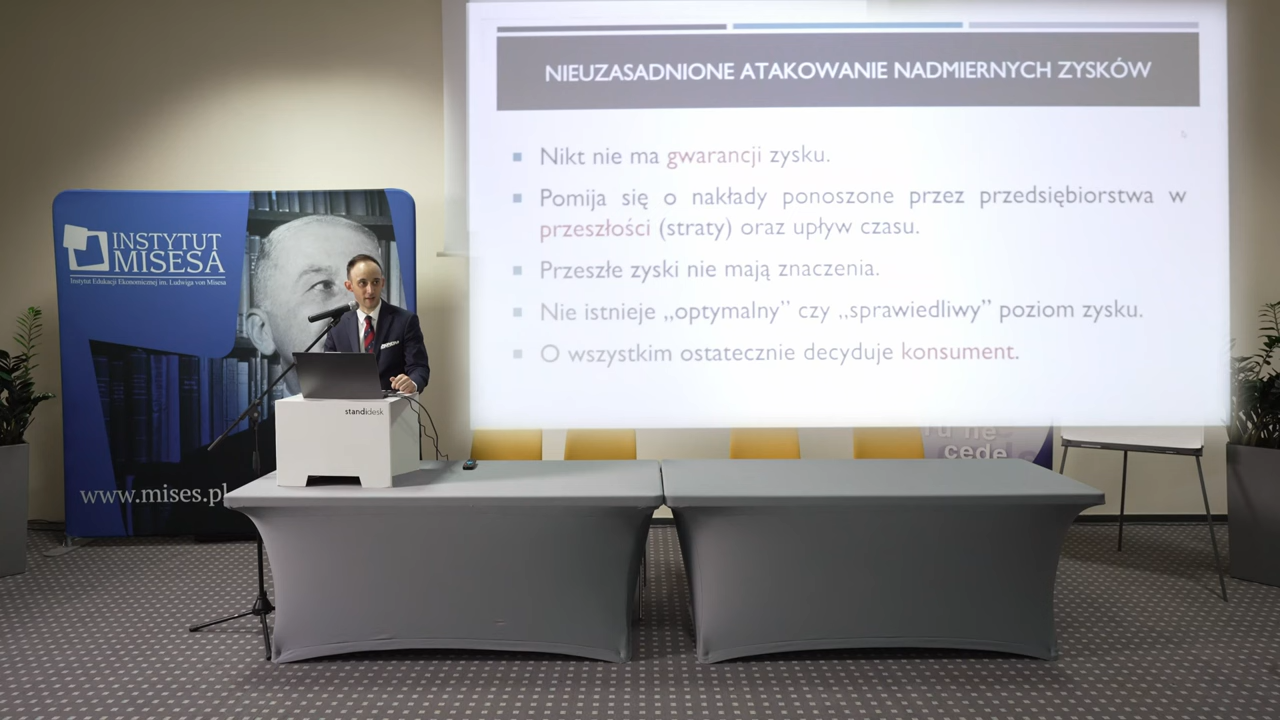 NIEUZASADNIONE ATAKOWANIE NADMIERNYCH ZYSKÓW
Nikt nie ma gwarancji zysku.
Pomija się o nakłady ponoszone przez przedsiębiorstwa w
przeszłości (straty) oraz upływ czasu.
Przeszłe zyski nie mają znaczenia.
Nie istnieje „optymalny” czy „sprawiedliwy” poziom zysku.
O wszystkim ostatecznie decyduje konsument.
INSTYTUT
MISESA
Instytut Edukacji Ekonomicznej im. Ludwiga von Misesa
www.mises.pl
standidesk
ne
cede